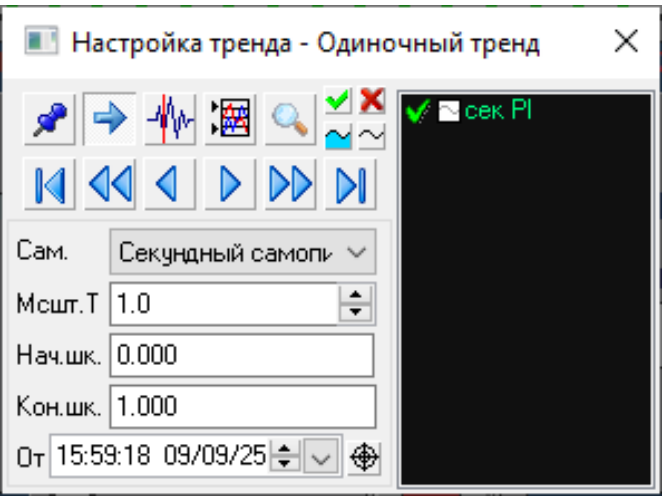 Настройка тренда - Одиночный тренд
сек PI
Сам. Секундный самопи
Мсшт.Т 1.0
Нач.шк. 0.000
Кон.шк. 1.000
От 15:59:18 09/09/25